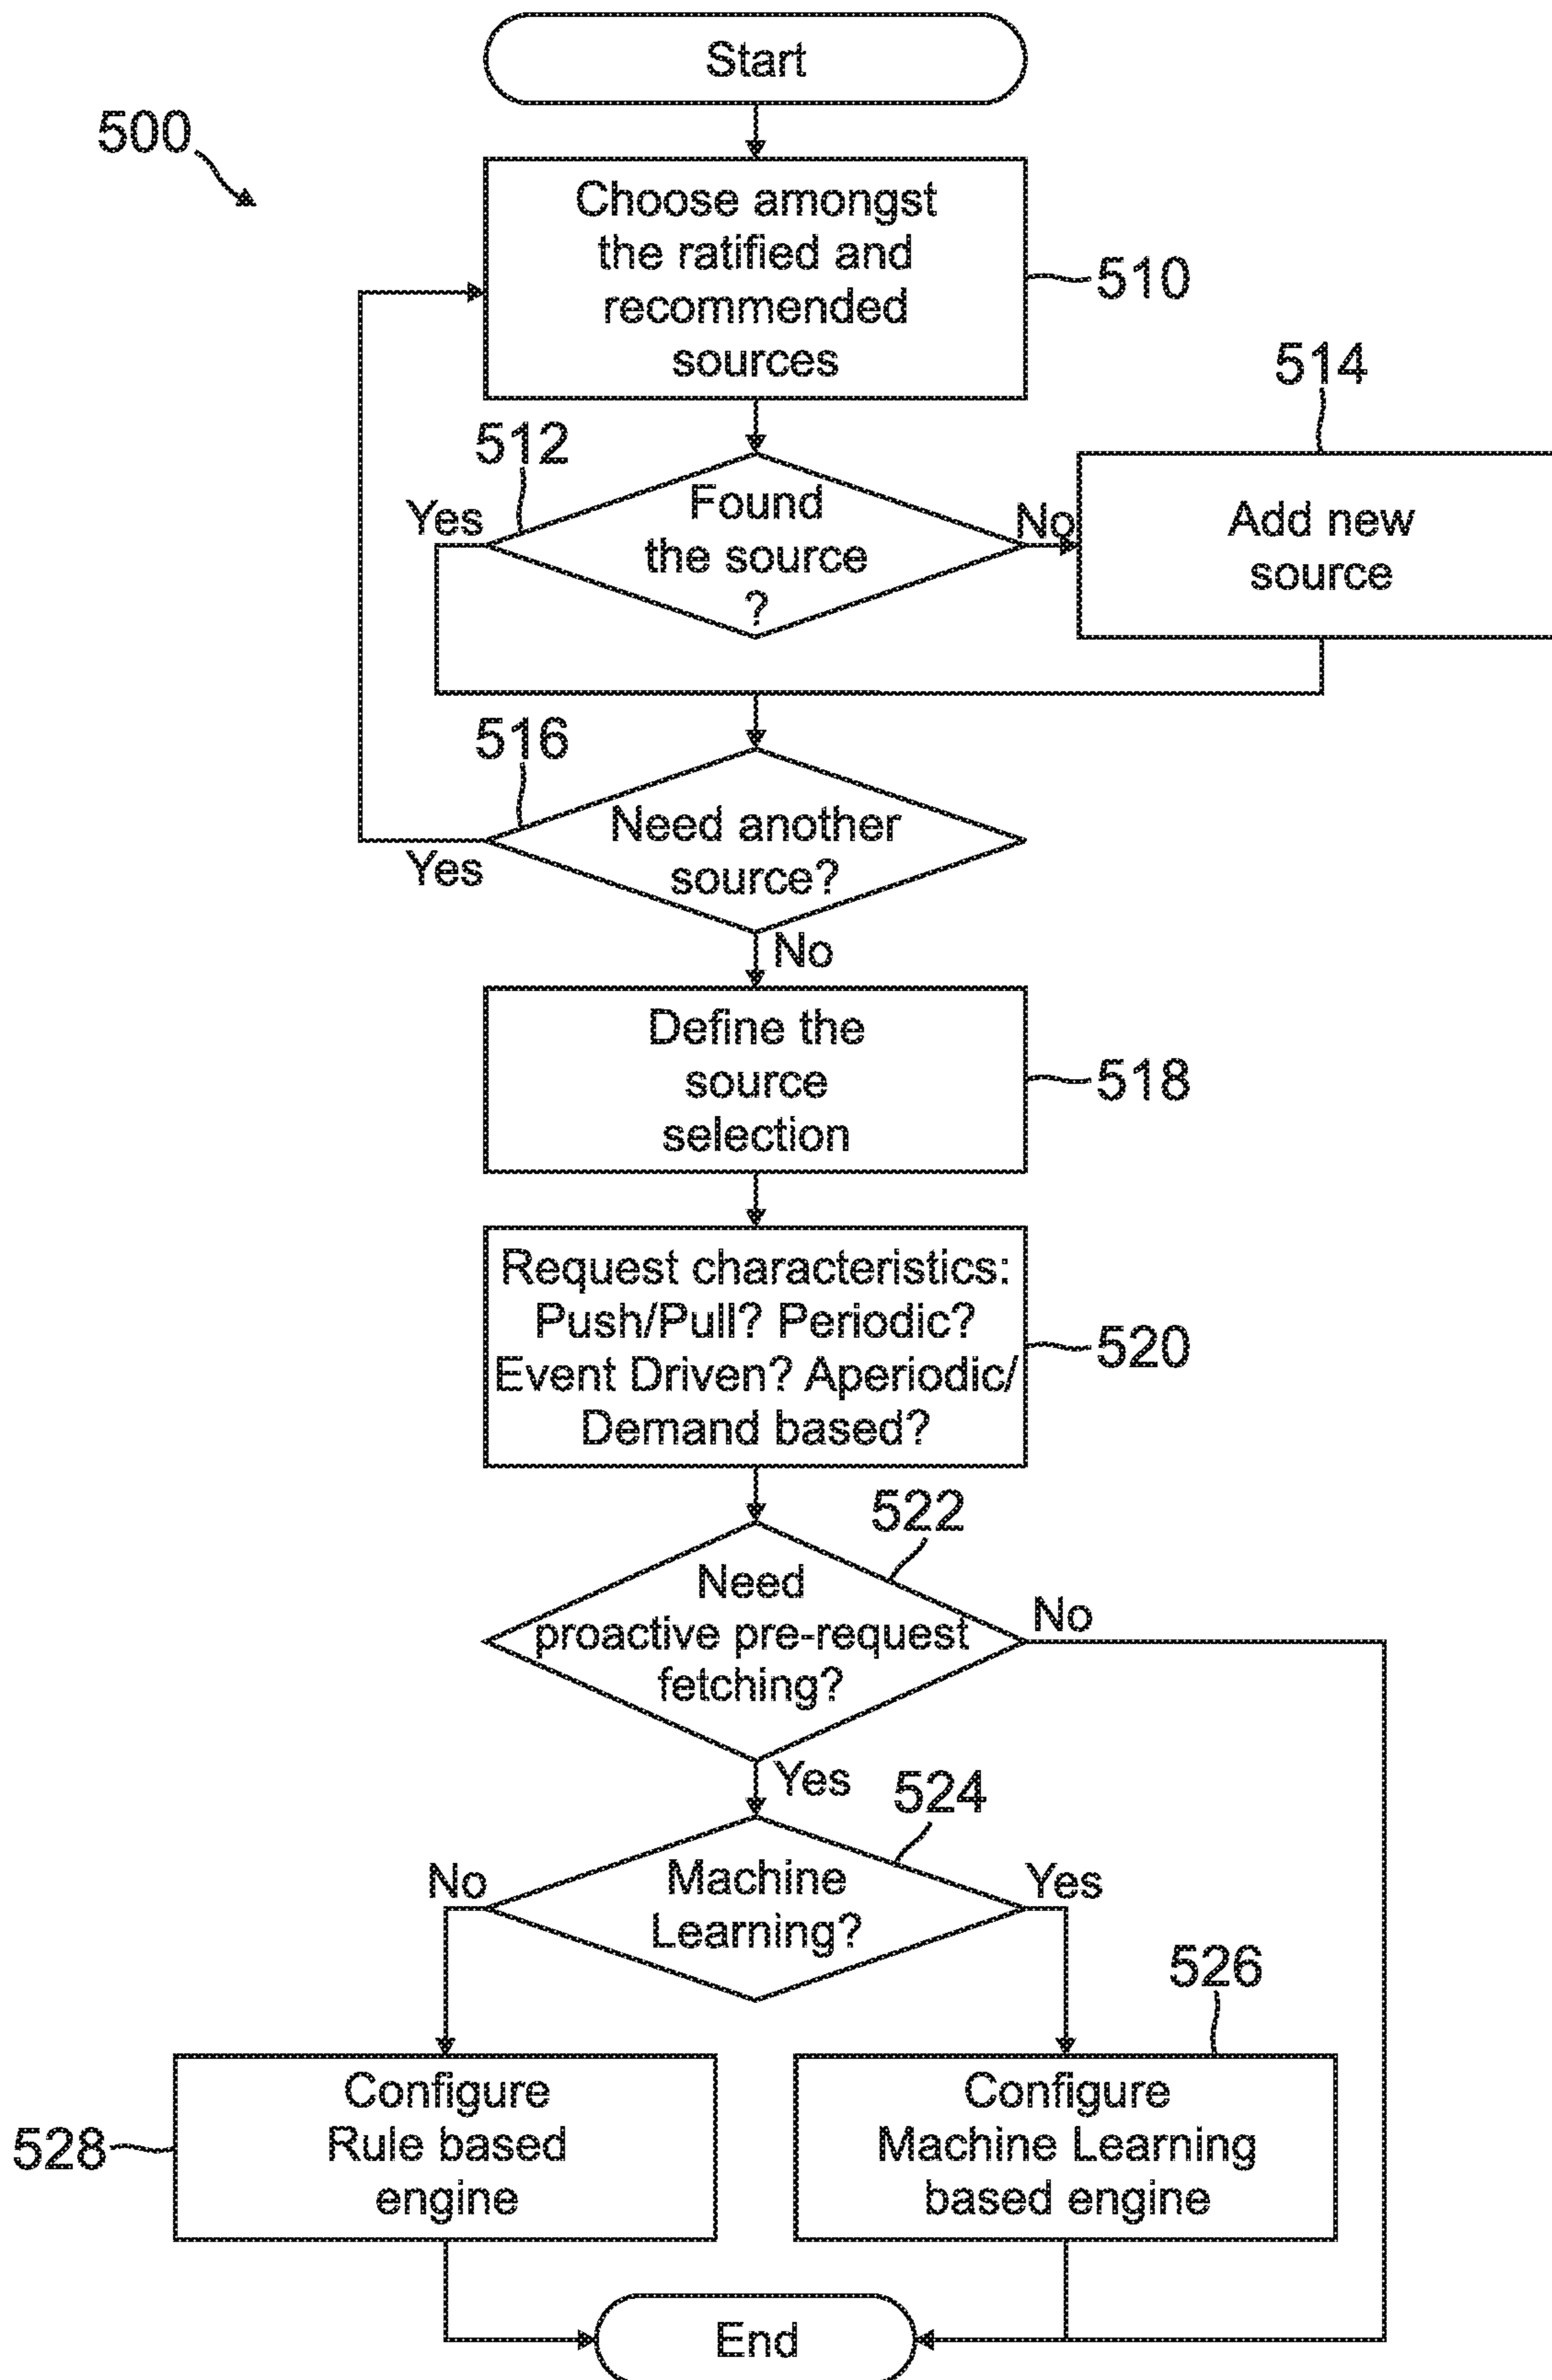 Start
500
Choose amongst
the ratified and
recommended
sources
510
514
512
Yes
Found
the source
?
No
Add new
source
516
Need another
source?
Yes
No
Define the
source
selection
518
Request characteristics:
Push/Pull? Periodic?
Event Driven? Aperiodic/
Demand based?
520
522
Need
proactive pre-request
fetching?
No
Yes
524
No
Machine
Learning?
Yes
526
528
Configure
Rule based
engine
Configure
Machine Learning
based engine
End